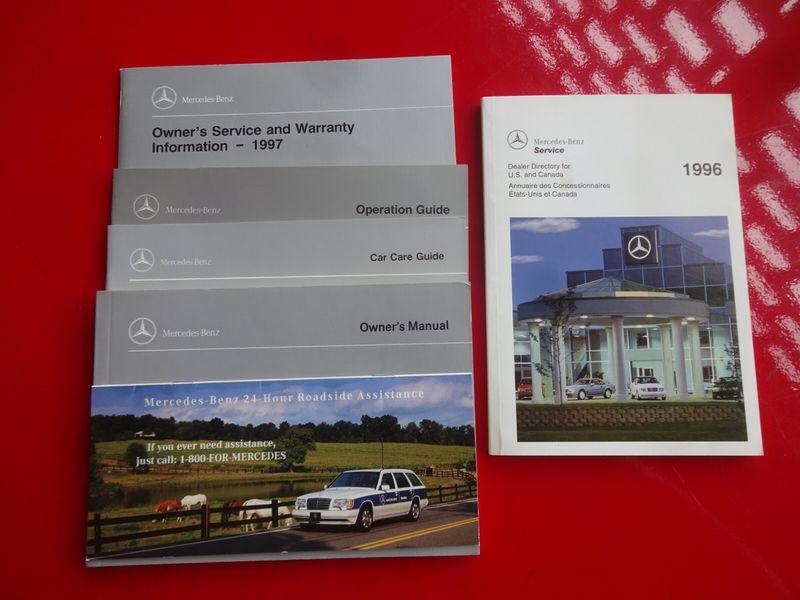 Mercedes-Benz
Owner's Service and Warranty
Information – 1997
Mercedes-Benz
Operation Guide
Mercedes-Benz
Car Care Guide
Mercedes-Benz
Owner's Manual
Mercedes-Benz 24-Hour Roadside Assistance
If you ever need assistance,
just call: 1-800-FOR-MERCEDES
Mercedes-Benz
Service
Dealer Directory for
U.S. and Canada
1996
Annuaire des Concessionnaires
États-Unis et Canada